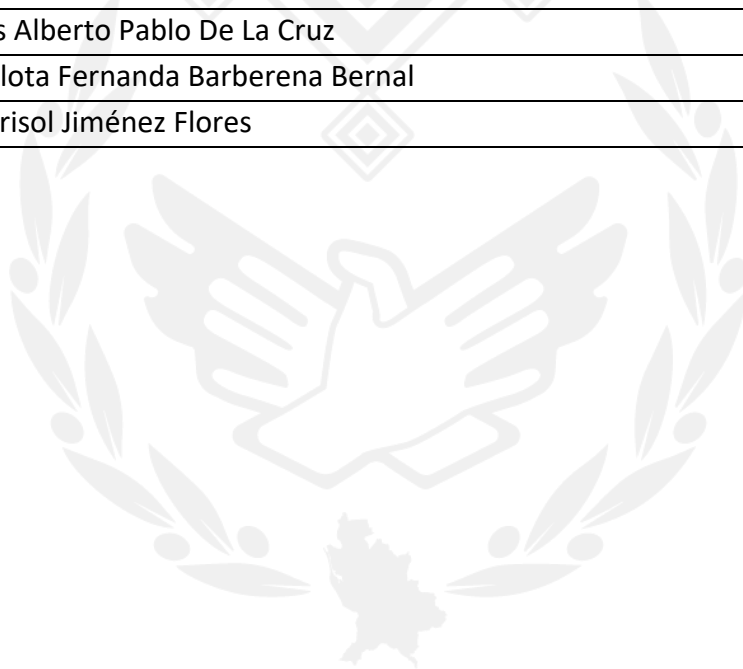 s Alberto Pablo De La Cruz
lota Fernanda Barberena Bernal
risol Jiménez Flores